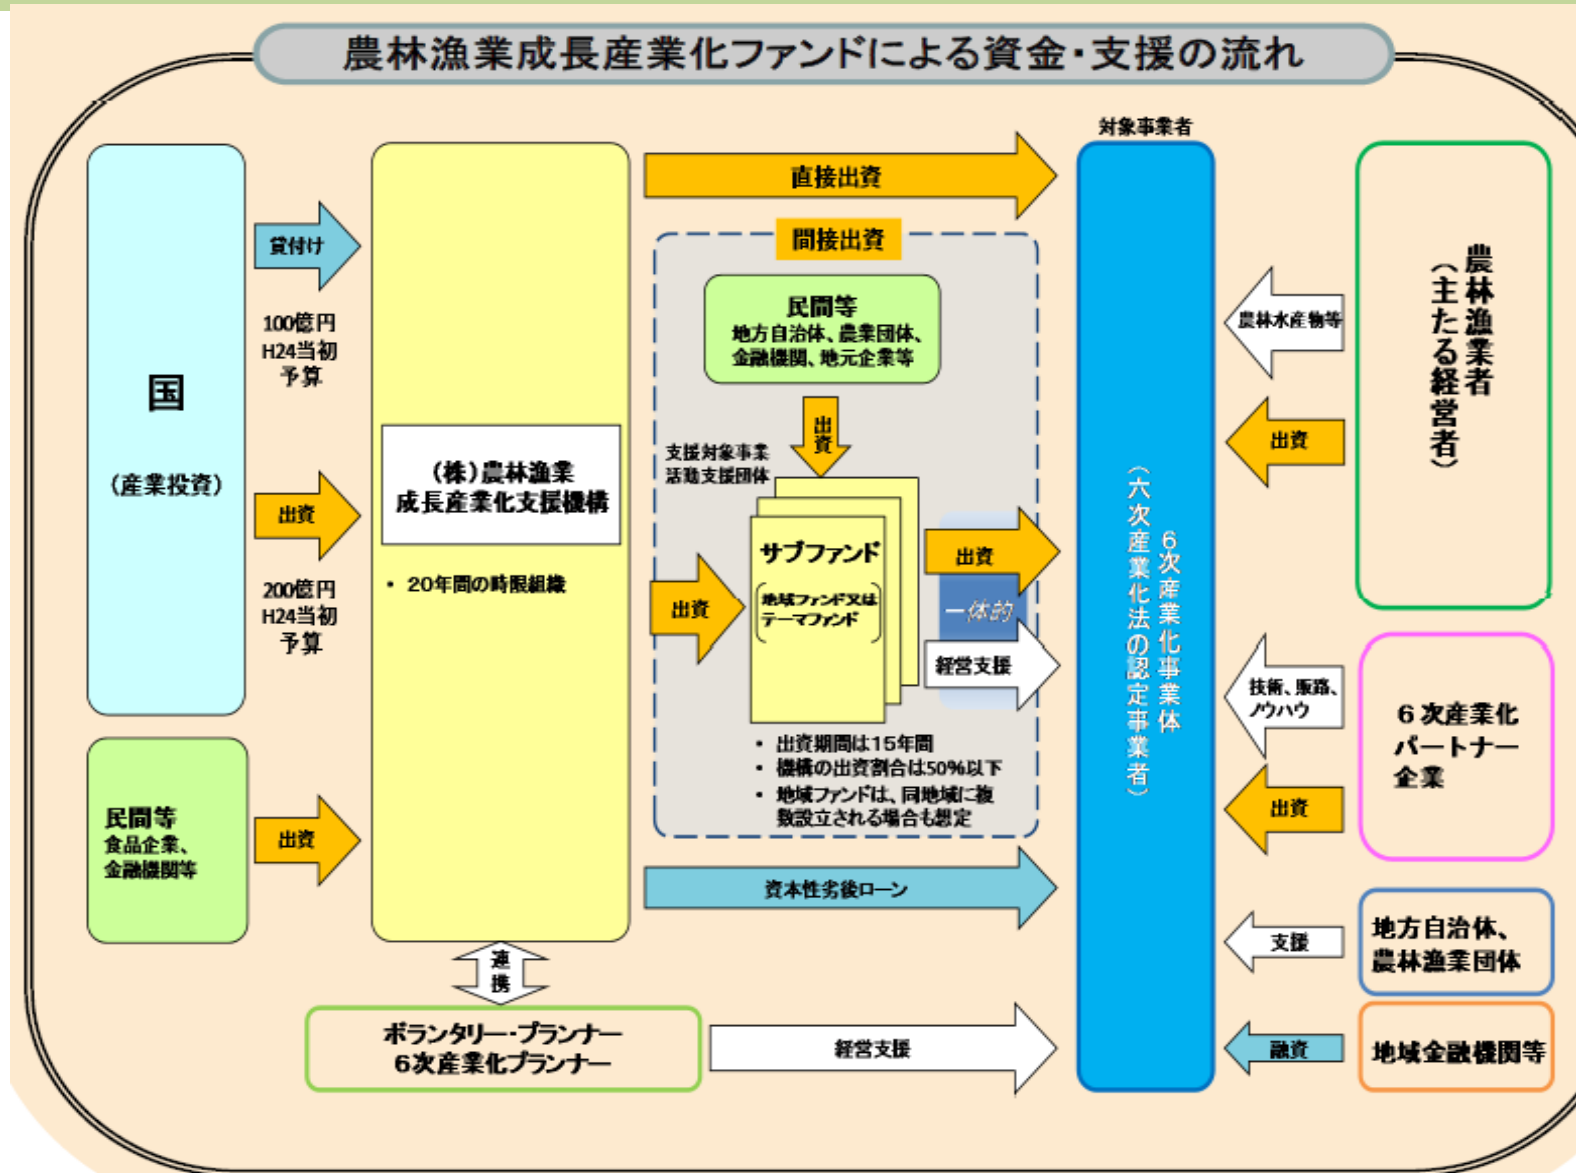 農林漁業成長産業化ファンドによる資金・支援の流れ
国
(産業投資)
民間等
食品企業、
金融機関等
貸付け
100億円
H24当初
予算
出資
200億円
H24当初
予算
出資
(株)農林漁業
成長産業化支援機構
・ 20年間の時限組織
連携
ボランタリー・プランナー
6次産業化プランナー
直接出資
間接出資
民間等
地方自治体、農業団体、
金融機関、地元企業等
出資
支援対象事業
活動支援団体
出資
サブファンド
地域ファンド又は
テーマファンド
出資
一体的
経営支援
・ 出資期間は15年間
・ 機構の出資割合は50%以下
・ 地域ファンドは、同地域に複
数設立される場合も想定
資本性劣後ローン
経営支援
対象事業者
6次産業化事業体
(六次産業化法の認定事業者)
農林水産物等
出資
技術、販路、
ノウハウ
出資
支援
融資
農林漁業者
(主たる経営者)
6次産業化
パートナー
企業
地方自治体、
農林漁業団体
地域金融機関等